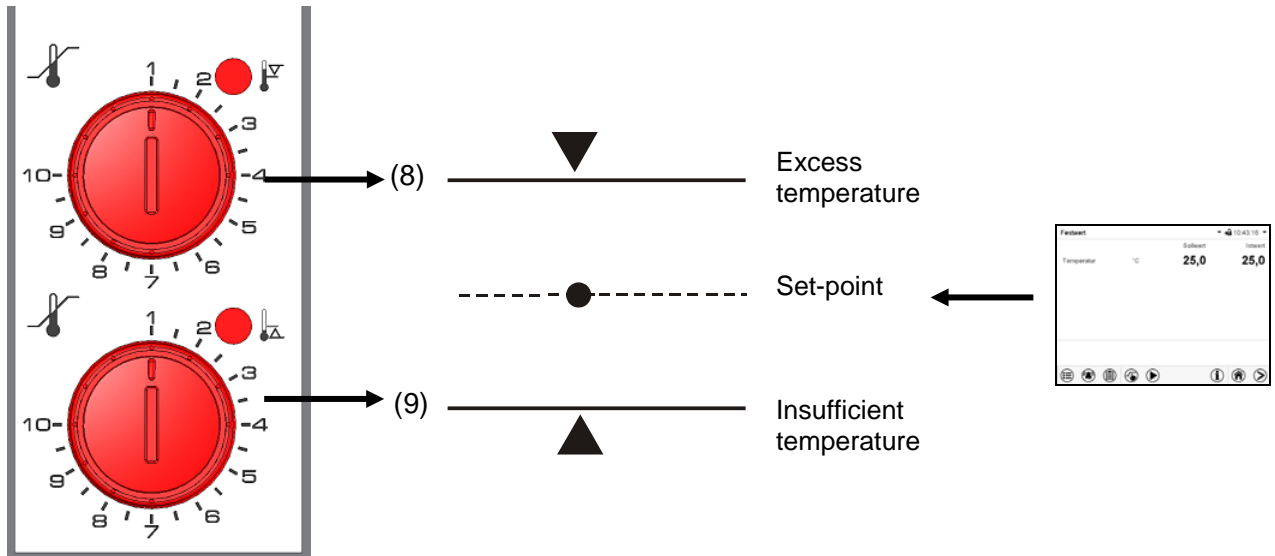 1
2
3
10
4
9
5
8
7
6
(8)
Excess
temperature
Festwert
10:43:16
Sollwert
Istwert
Temperatur °C 25,0 25,0
Set-point
1
2
3
10
4
9
5
8
7
6
(9)
Insufficient
temperature